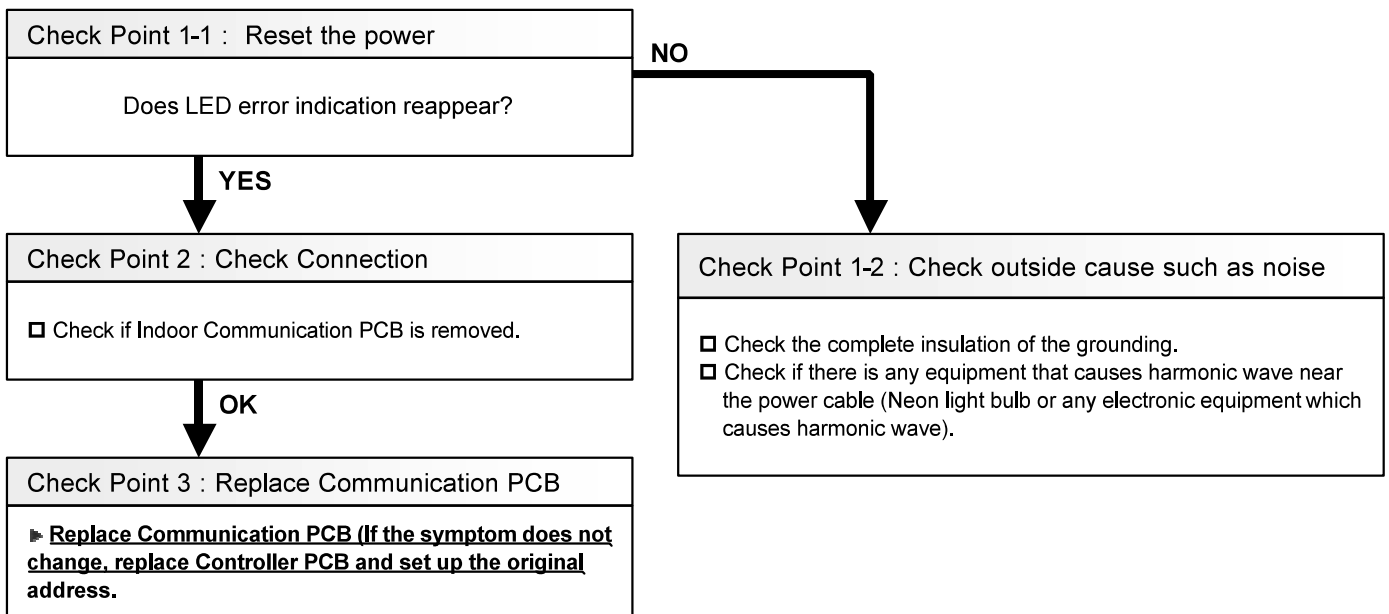 Check Point 1-1 : Reset the power
Does LED error indication reappear?
NO
YES
Check Point 2 : Check Connection
☐ Check if Indoor Communication PCB is removed.
OK
Check Point 3 : Replace Communication PCB
▶ Replace Communication PCB (If the symptom does not
change, replace Controller PCB and set up the original
address.
Check Point 1-2 : Check outside cause such as noise
☐ Check the complete insulation of the grounding.
☐ Check if there is any equipment that causes harmonic wave near
the power cable (Neon light bulb or any electronic equipment which
causes harmonic wave).